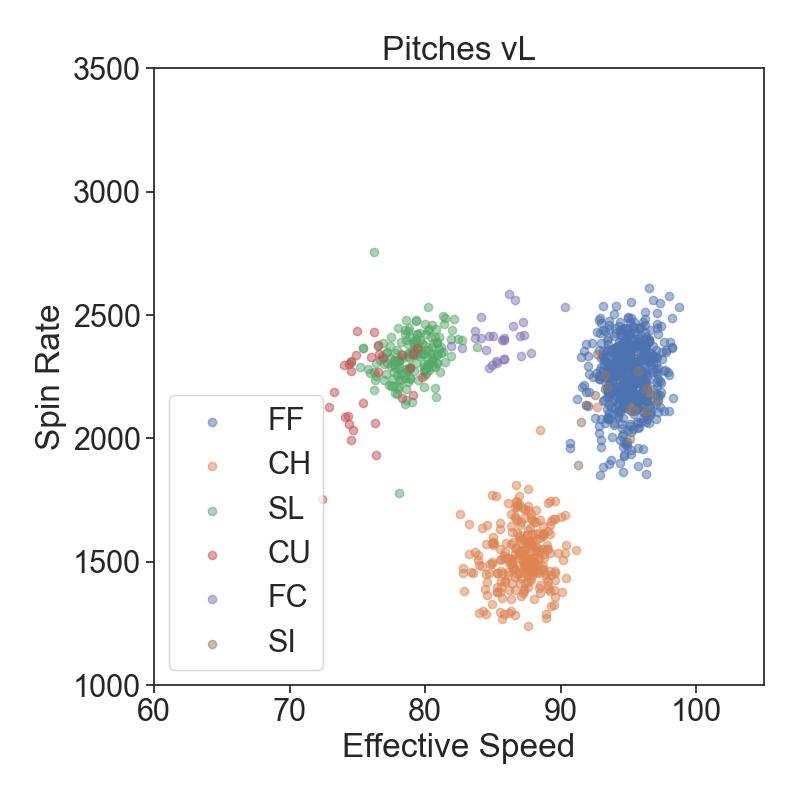 Pitches vL
3500
3000
2500
2000
1500
1000
Spin Rate
FF
CH
SL
CU
FC
SI
60 70 80 90 100
Effective Speed